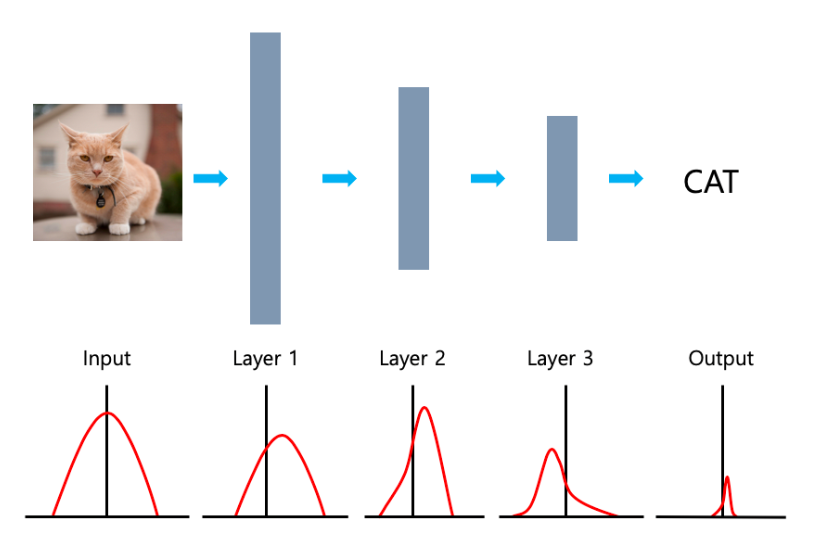 CAT
Input
Layer 1
Layer 2
Layer 3
Output